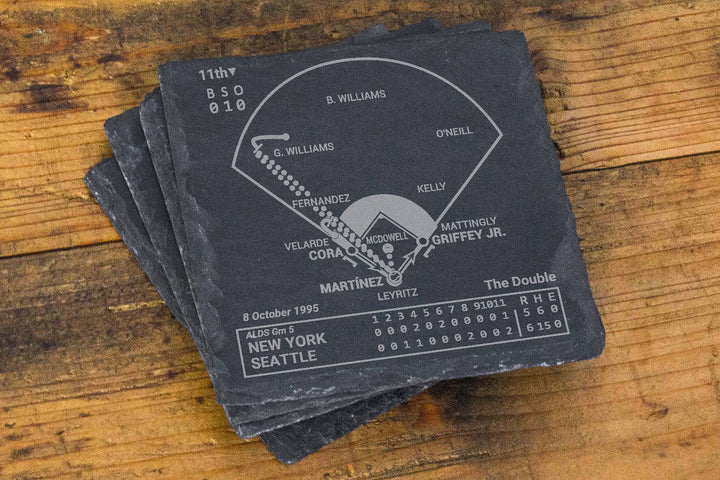 11th▼
B S O
0 1 0
B. WILLIAMS
O'NEILL
G. WILLIAMS
KELLY
FERNANDEZ
MATTINGLY
GRIFFEY JR.
MCDOWELL
VELARDE
CORA
MARTÍNEZ
LEYRITZ
8 October 1995
The Double
ALDS Gm 5
1 2 3 4 5 6 7 8 9 10 11 R H E
NEW YORK 0 0 0 2 0 2 0 0 0 0 1 5 6 0
SEATTLE 0 0 1 1 0 0 0 2 0 0 2 6 15 0